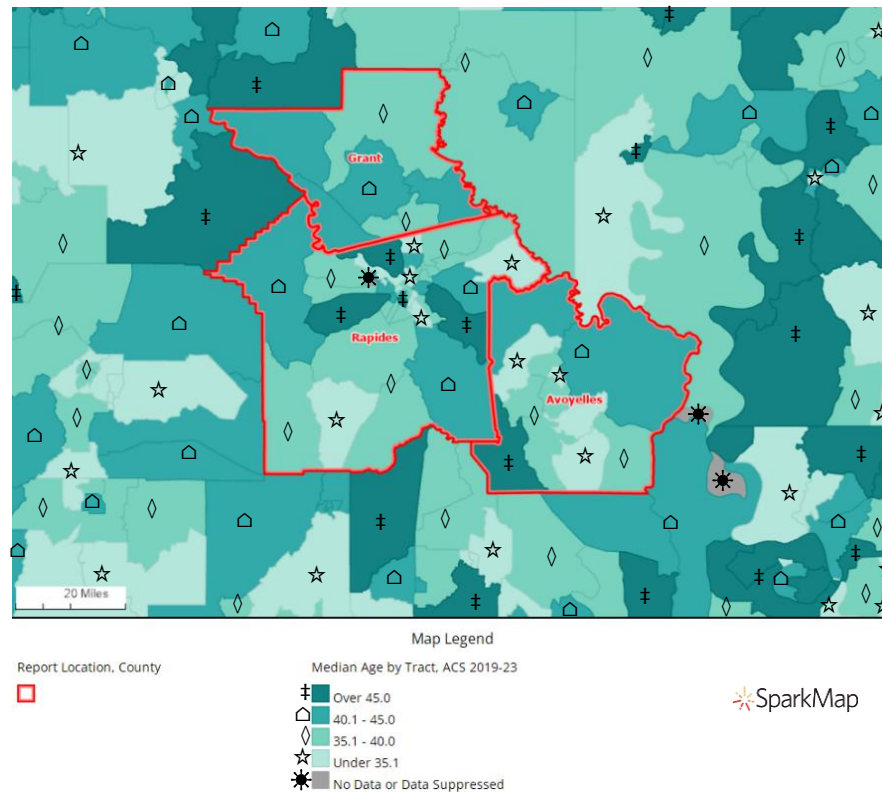 Grant
Rapides
Avoyelles
20 Miles
Map Legend
Report Location, County
Median Age by Tract, ACS 2019-23
Over 45.0
40.1 - 45.0
35.1 - 40.0
Under 35.1
No Data or Data Suppressed
SparkMap